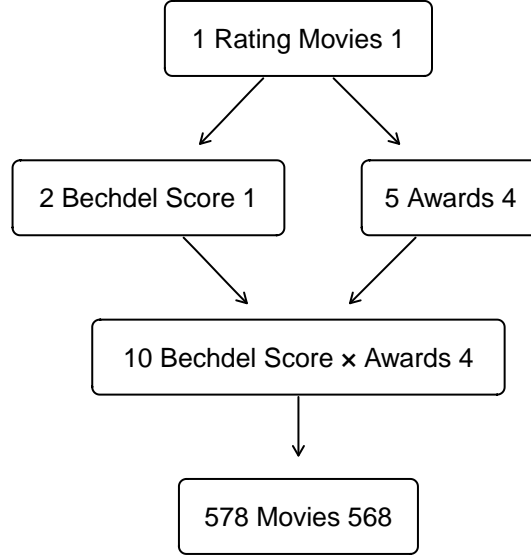 1 Rating Movies 1
2 Bechdel Score 1
5 Awards 4
10 Bechdel Score × Awards 4
578 Movies 568